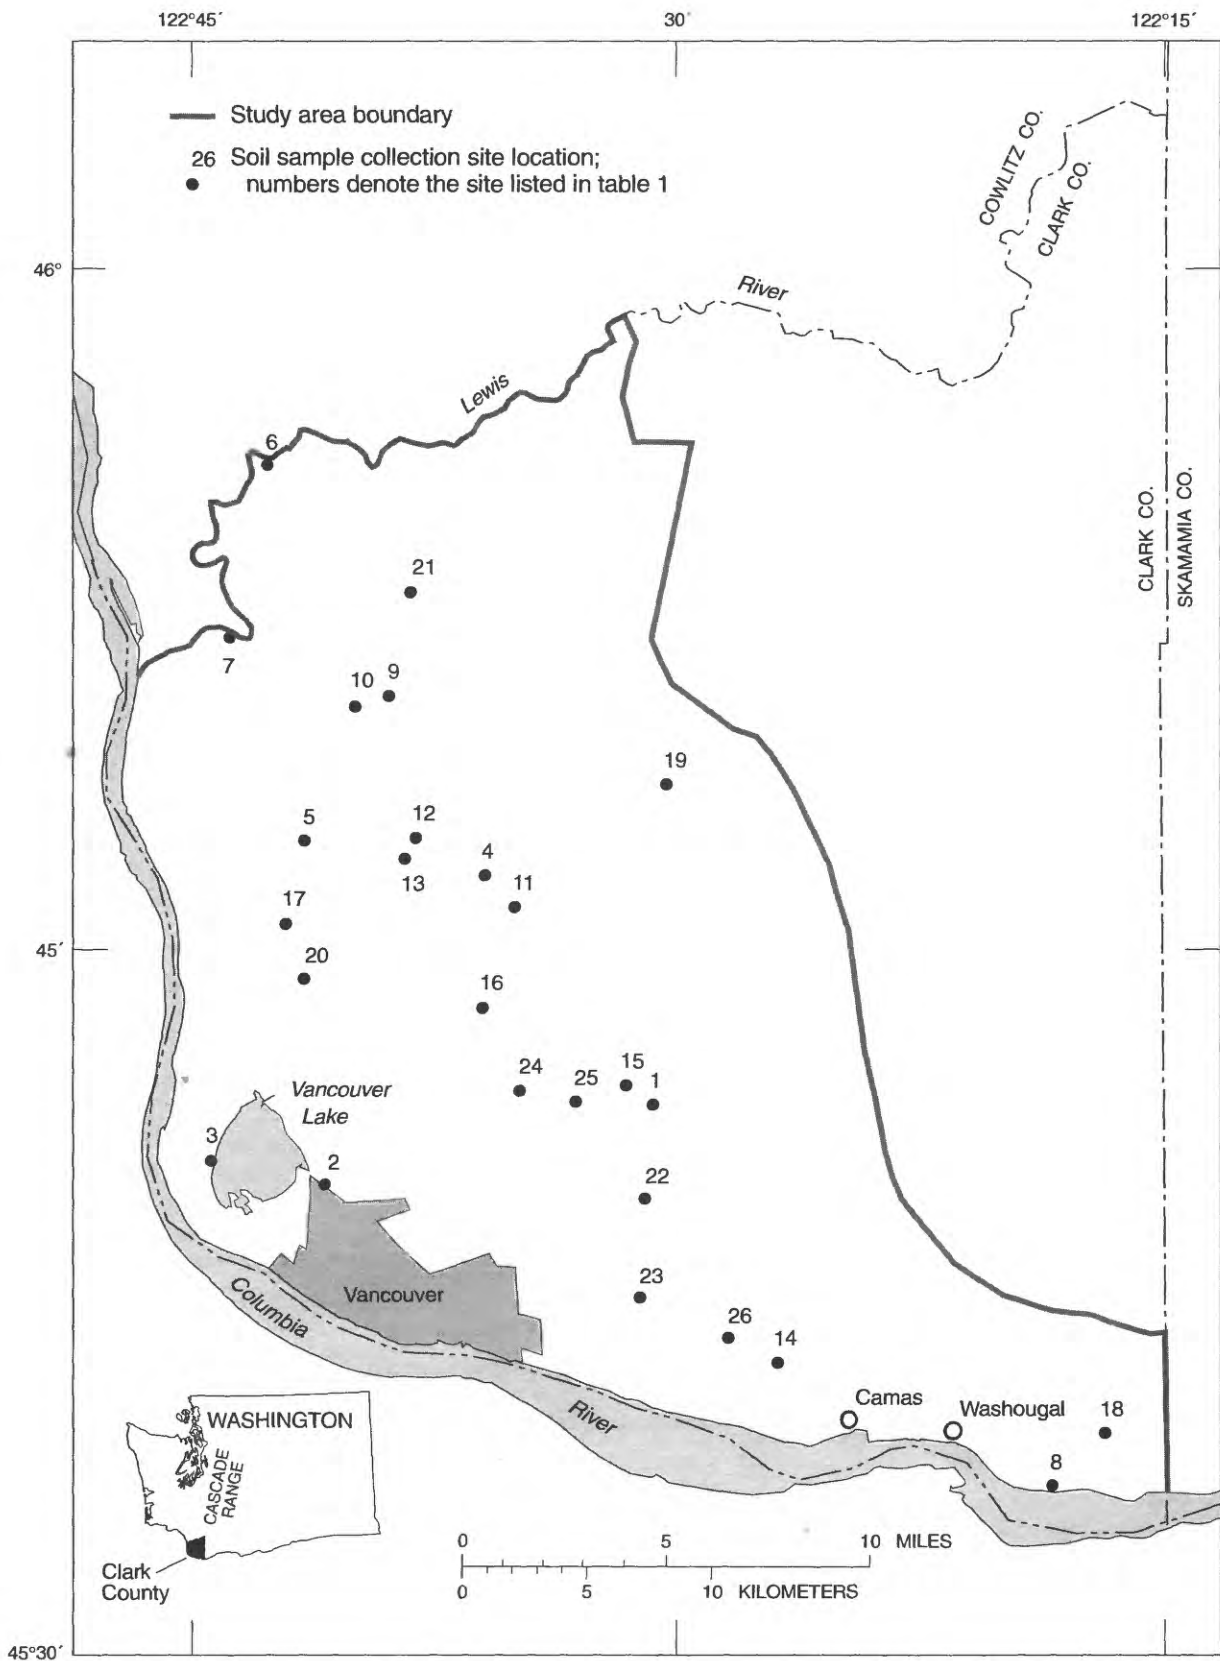 122°45′
30′
122°15′
Study area boundary
26 Soil sample collection site location;
numbers denote the site listed in table 1
COWLITZ CO.
CLARK CO.
46°
River
Lewis
6
CLARK CO.
SKAMAMIA CO.
21
7
10
9
19
5
12
4
13
11
17
45′
20
16
24
25
15
1
Vancouver
Lake
3
2
22
23
Vancouver
Columbia
26
14
River
Camas
Washougal
18
8
WASHINGTON
CASCADE
RANGE
Clark
County
0 5 10 MILES
0 5 10 KILOMETERS
45°30′